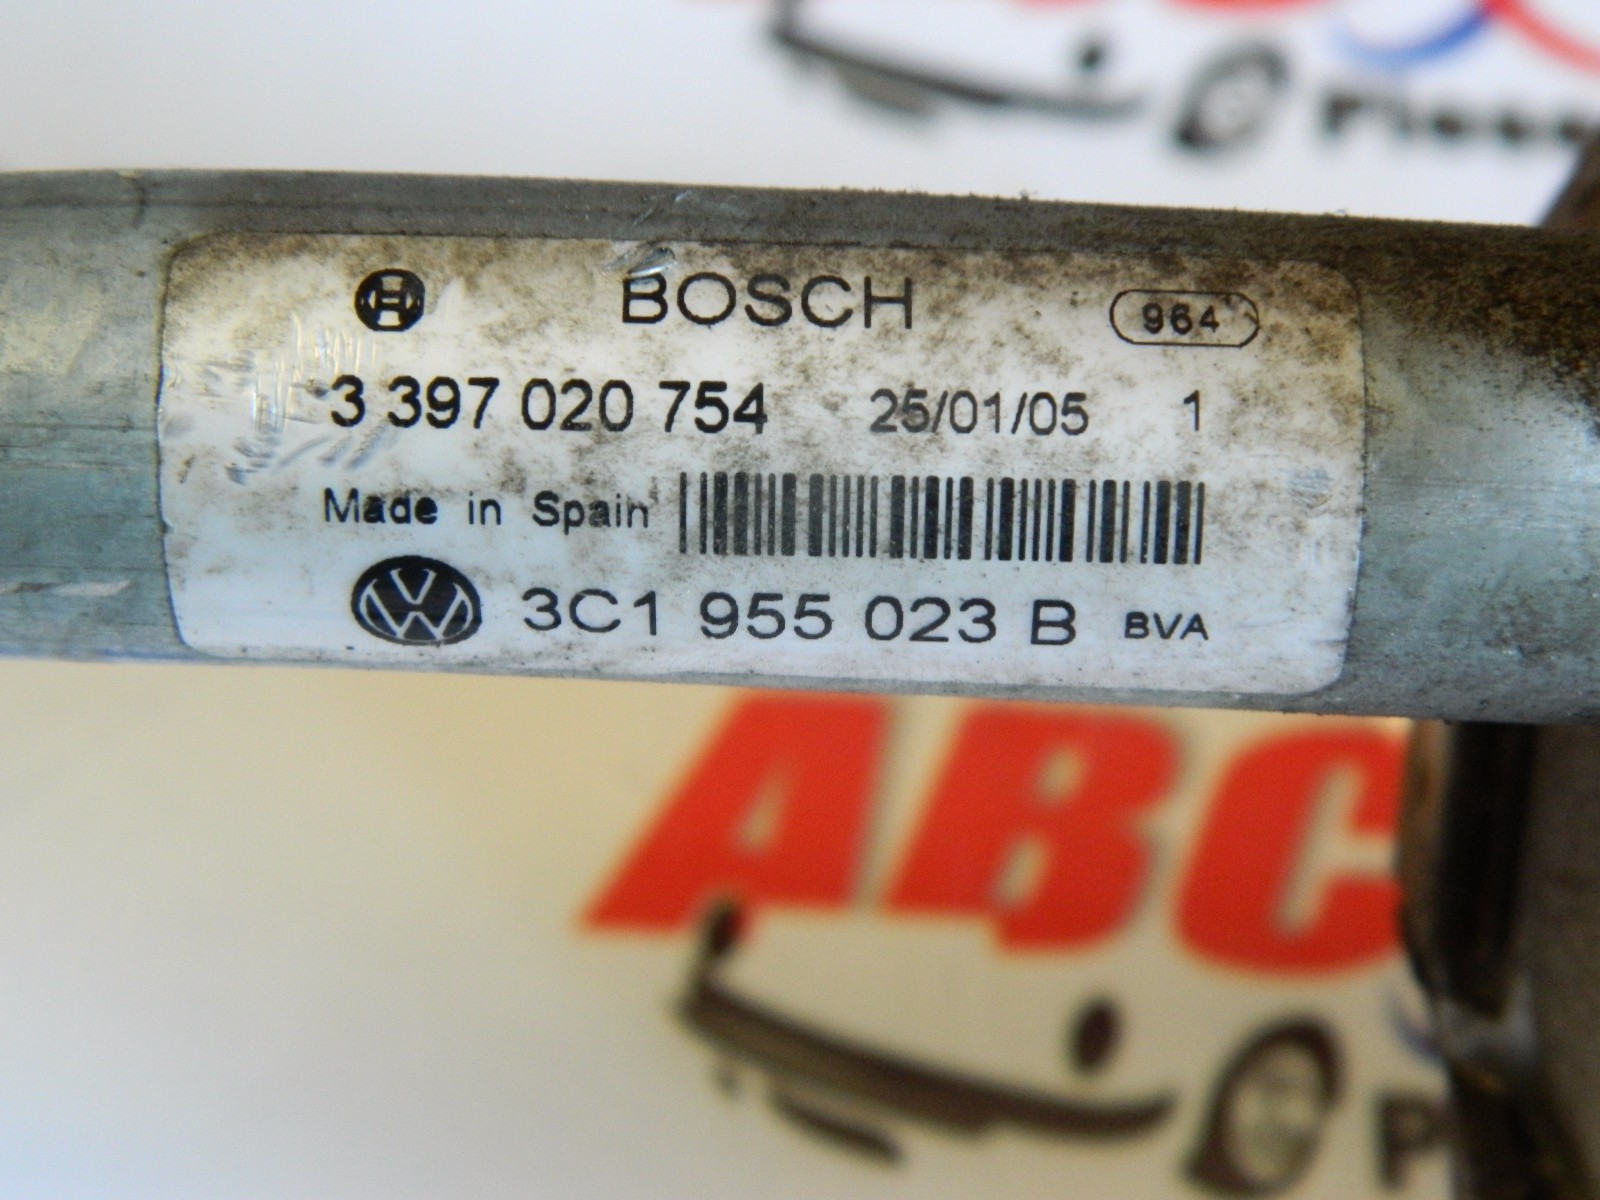 BOSCH 964
3 397 020 754 25/01/05 1
Made in Spain
3C1 955 023 B BVA
ABC